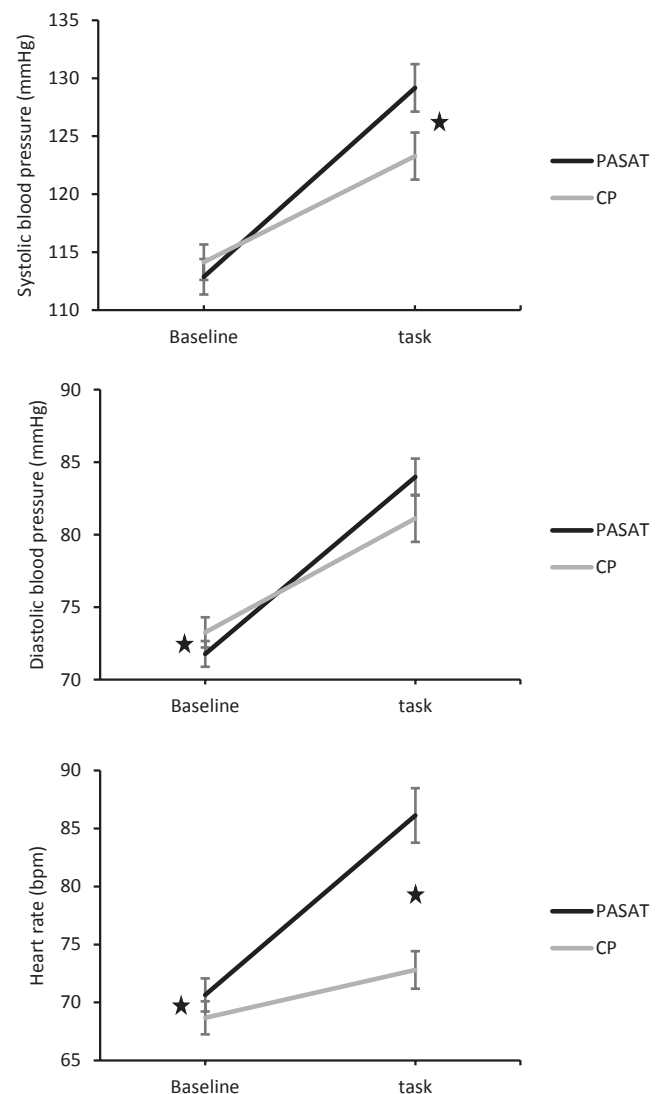 Systolic blood pressure (mmHg)
135
130
125
120
115
110
Baseline
task
PASAT
CP
Diastolic blood pressure (mmHg)
90
85
80
75
70
Baseline
task
PASAT
CP
Heart rate (bpm)
90
85
80
75
70
65
Baseline
task
PASAT
CP